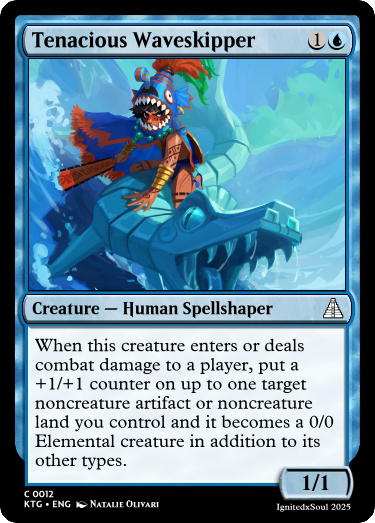 Tenacious Waveskipper 1
Creature — Human Spellshaper
When this creature enters or deals
combat damage to a player, put a
+1/+1 counter on up to one target
noncreature artifact or noncreature
land you control and it becomes a 0/0
Elemental creature in addition to its
other types.
1/1
C 0012
KTG • ENG Natalie Olivari
IgnitedxSoul 2025